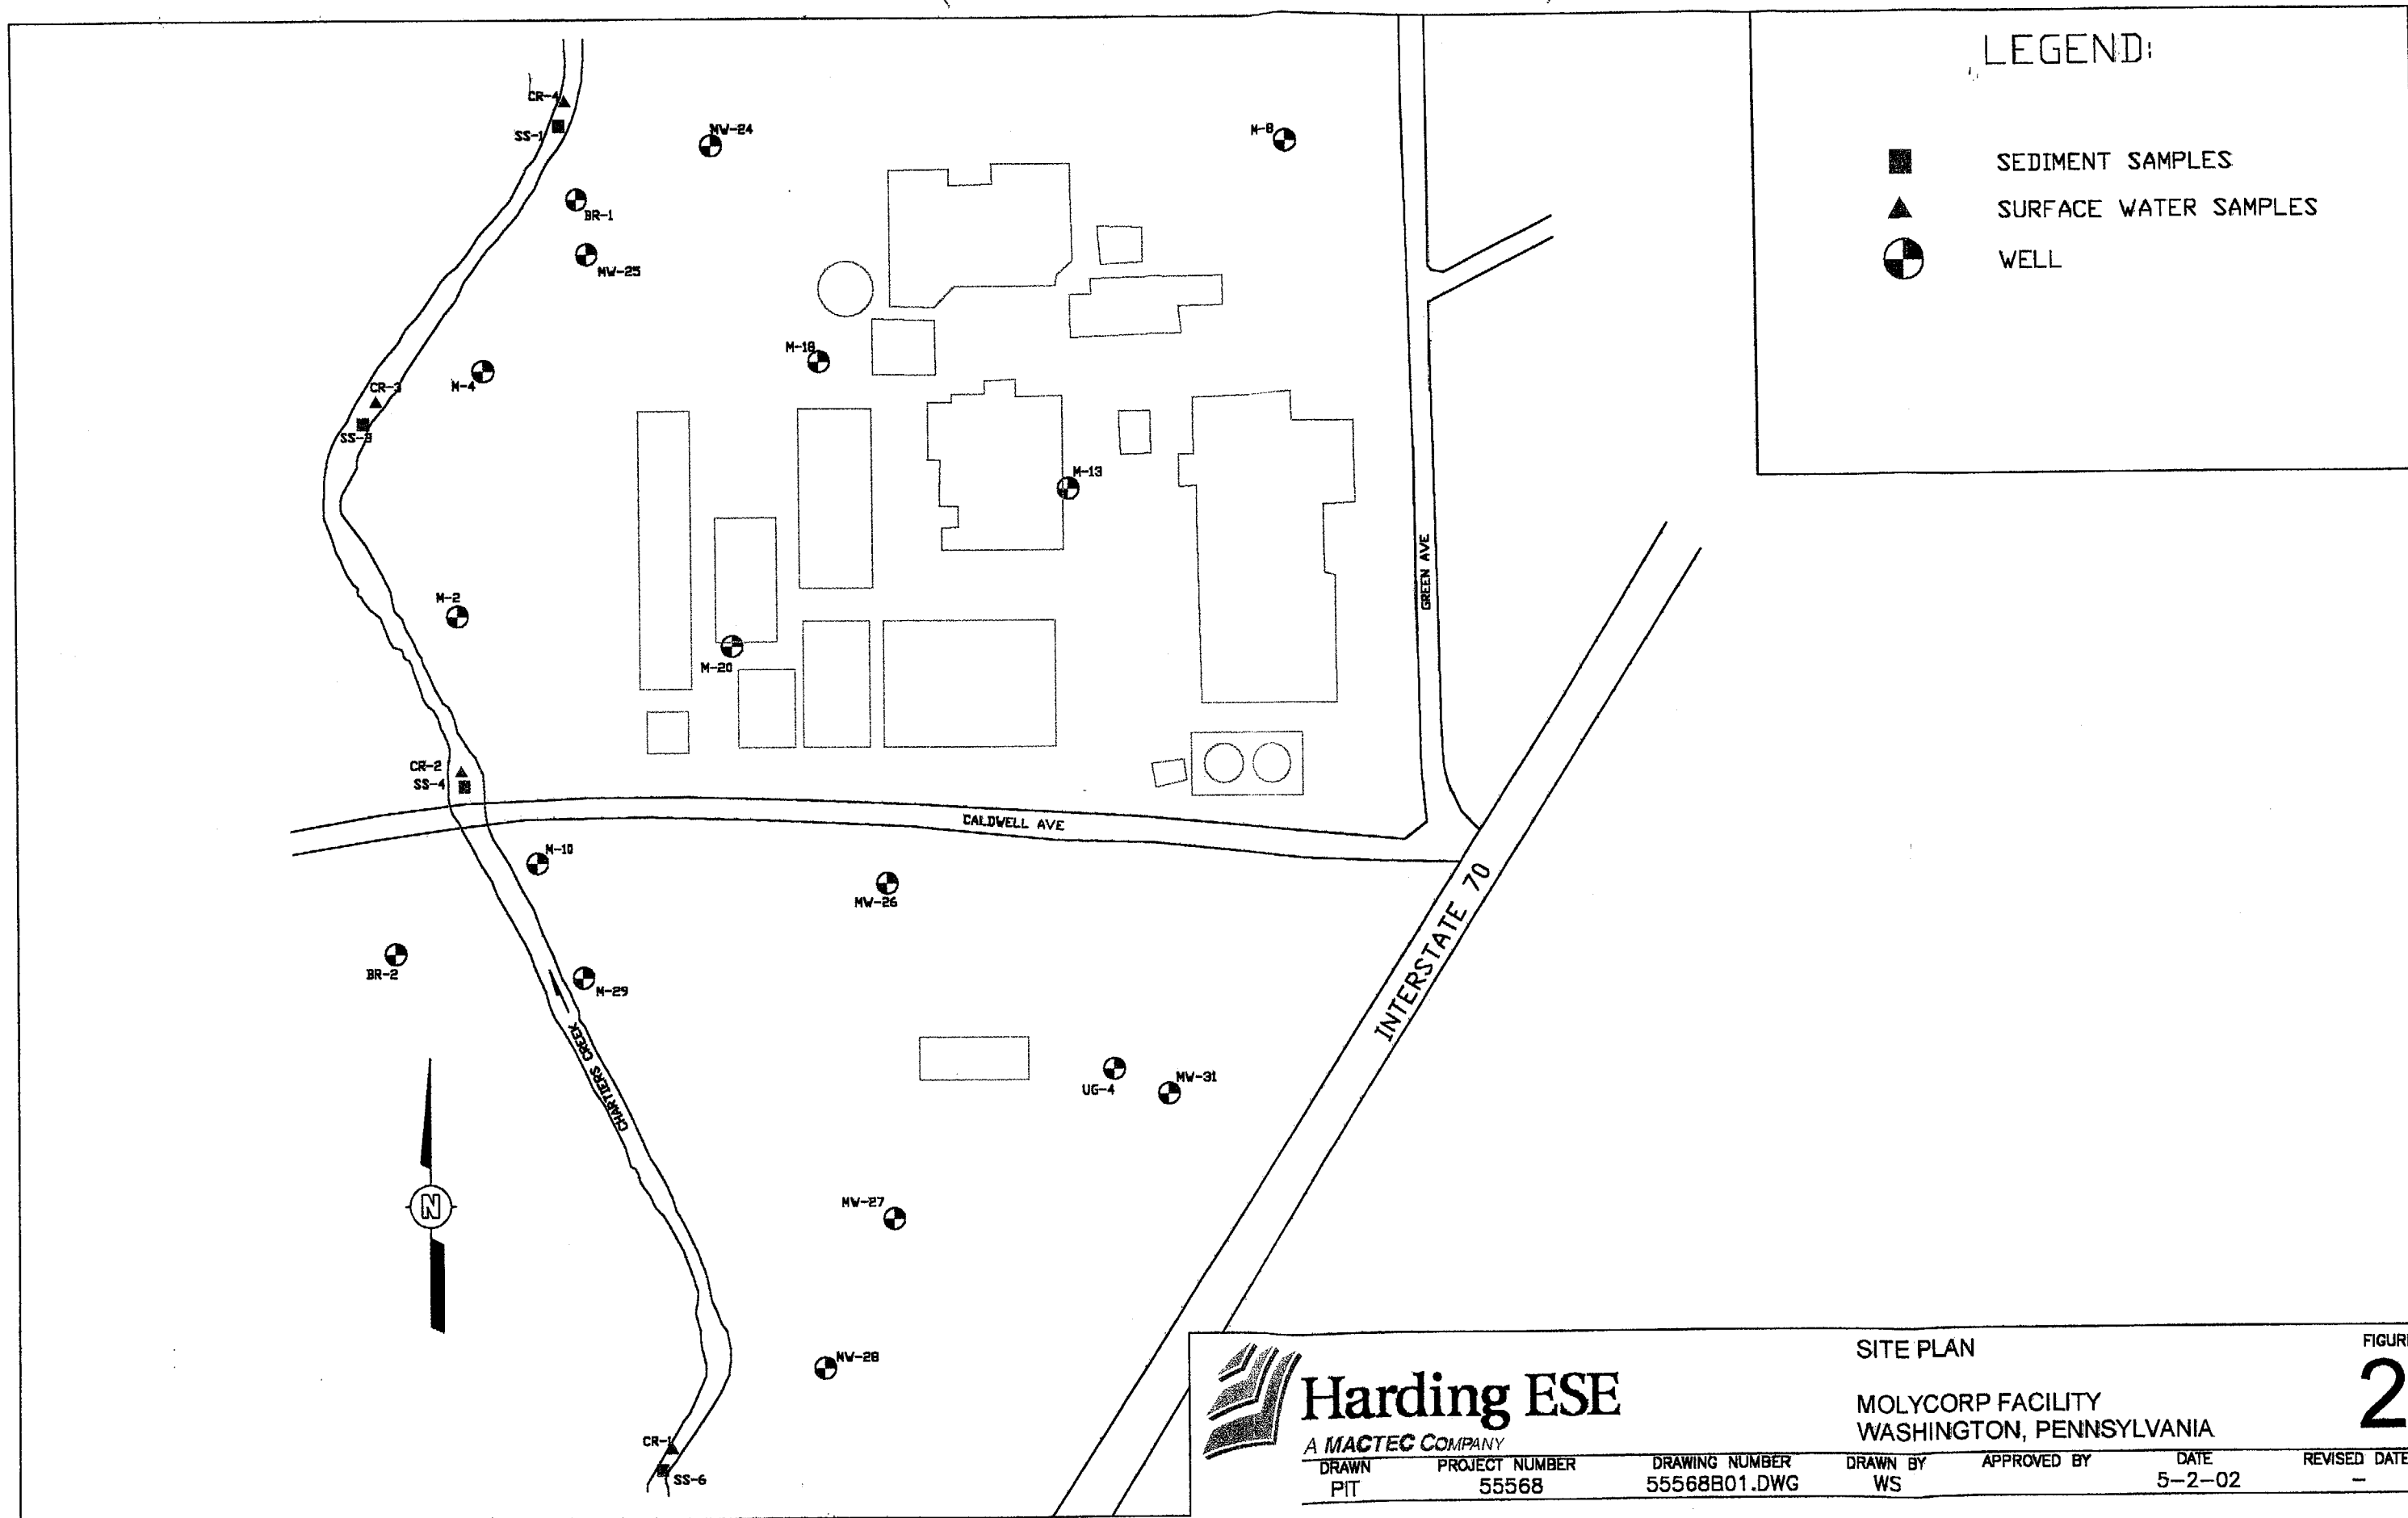 LEGEND:
SEDIMENT SAMPLES
SURFACE WATER SAMPLES
WELL
CR-4
SS-1
MW-24
M-8
BR-1
MW-25
M-18
M-4
CR-3
SS-3
M-13
GREEN AVE
M-2
M-20
CR-2
SS-4
CALDWELL AVE
M-10
MW-26
INTERSTATE 70
BR-2
M-29
CHARTIERS CREEK
UG-4
MW-31
N
MW-27
MW-28
CR-1
SS-6
Harding ESE
A MACTEC COMPANY
SITE PLAN
MOLYCORP FACILITY
WASHINGTON, PENNSYLVANIA
FIGURE
2
DRAWN PROJECT NUMBER DRAWING NUMBER DRAWN BY APPROVED BY DATE REVISED DATE
PIT 55568 55568B01.DWG WS 5-2-02 -